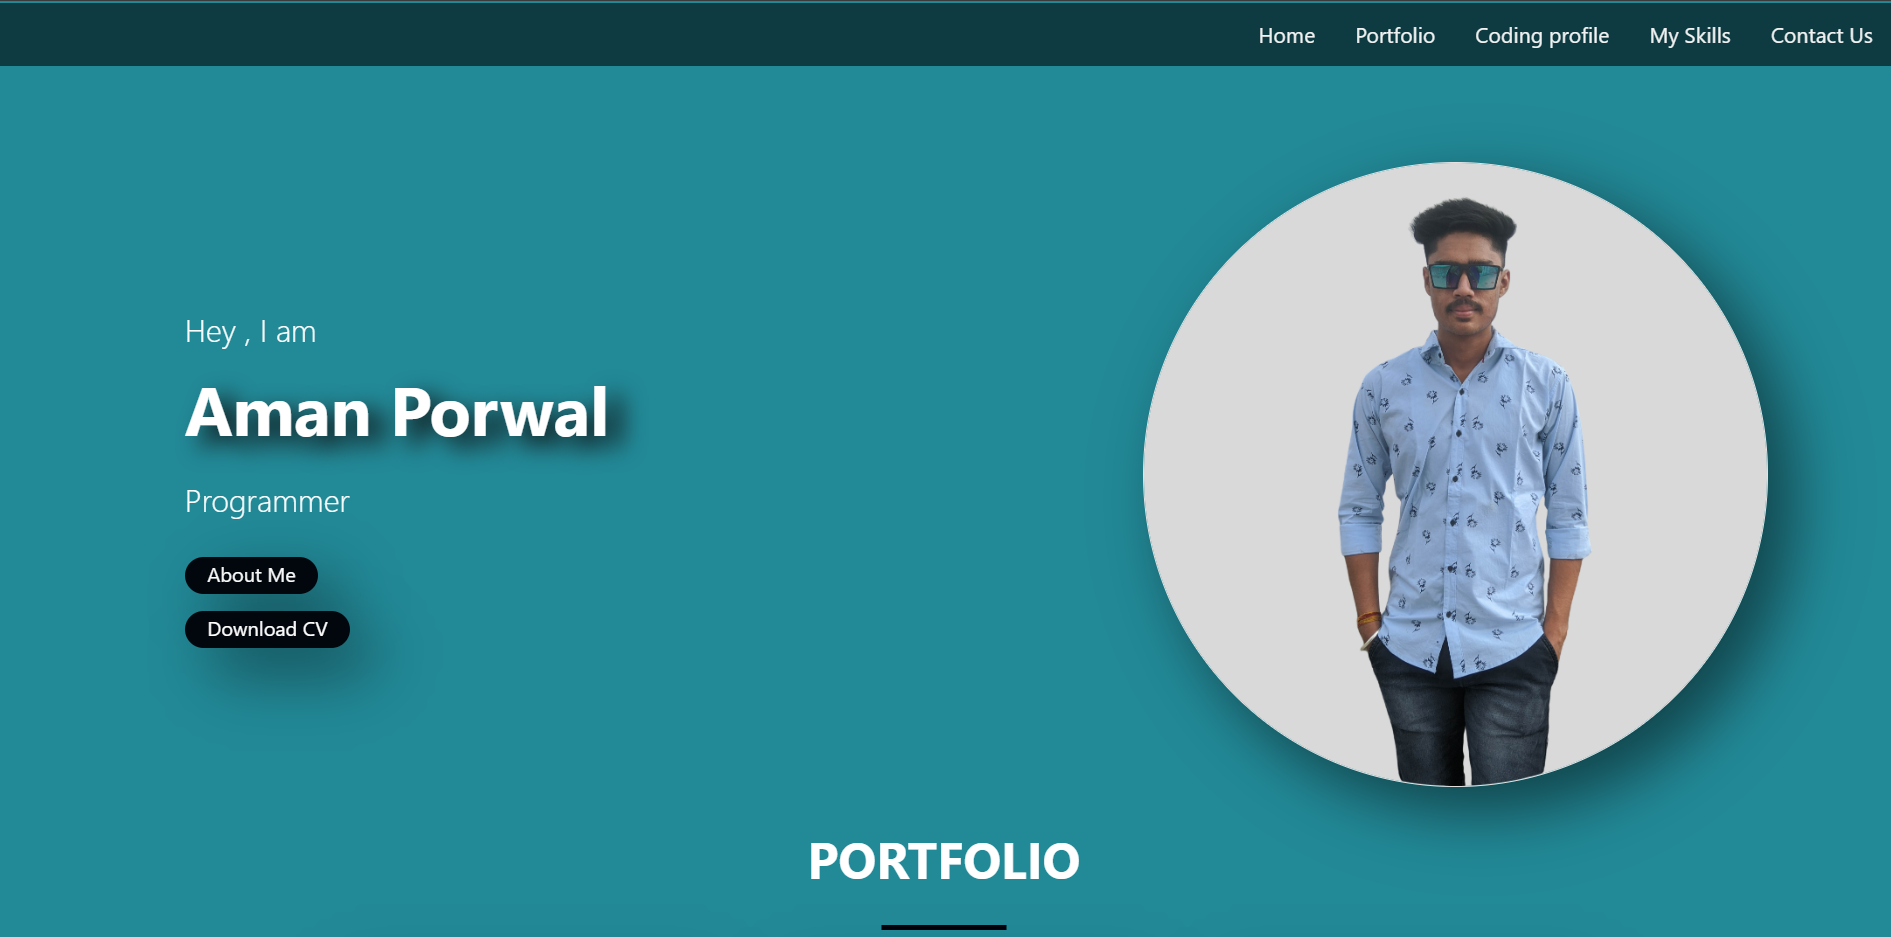 Home Portfolio Coding profile My Skills Contact Us
Hey , I am
Aman Porwal
Programmer
About Me
Download CV
PORTFOLIO